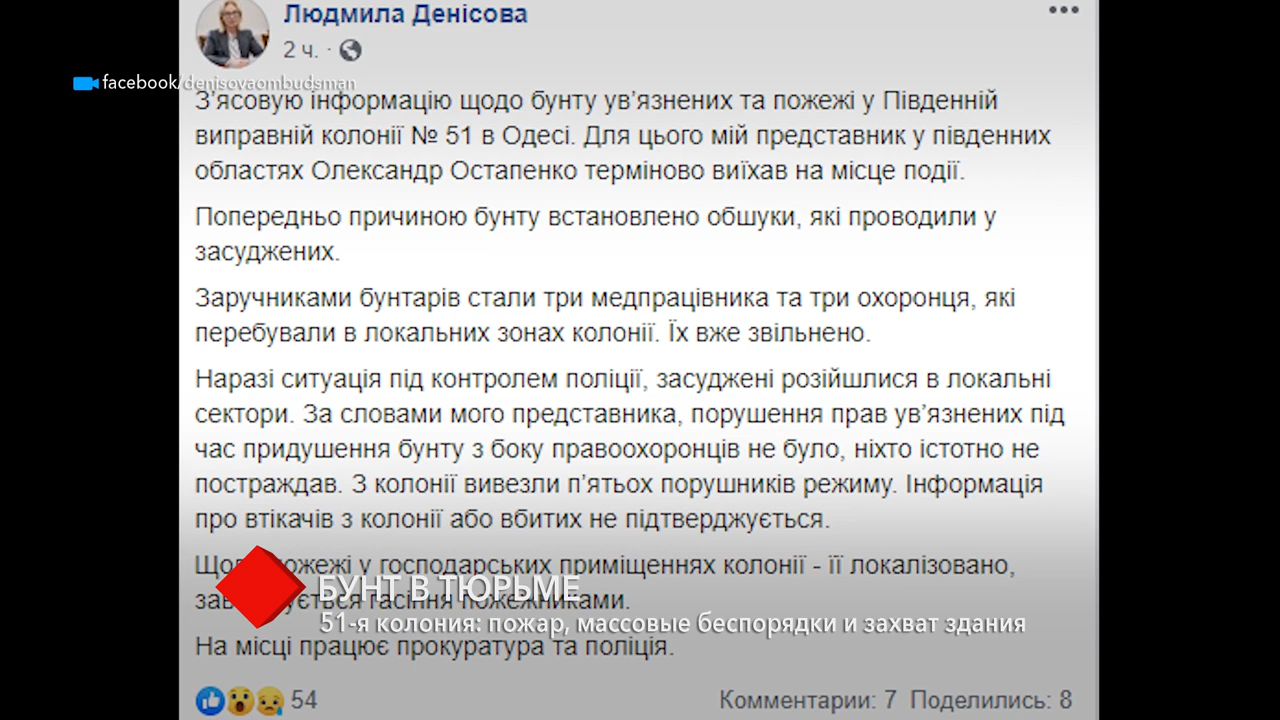 Людмила Денісова
2 ч. ·
facebook/denisovaombudsman
З’ясовую інформацію щодо бунту ув’язнених та пожежі у Південній
виправній колонії № 51 в Одесі. Для цього мій представник у південних
областях Олександр Остапенко терміново виїхав на місце події.
Попередньо причиною бунту встановлено обшуки, які проводили у
засуджених.
Заручниками бунтарів стали три медпрацівника та три охоронця, які
перебували в локальних зонах колонії. Їх вже звільнено.
Наразі ситуація під контролем поліції, засуджені розійшлися в локальні
сектори. За словами мого представника, порушення прав ув’язнених під
час придушення бунту з боку правоохоронців не було, ніхто істотно не
постраждав. З колонії вивезли п’ятьох порушників режиму. Інформація
про втікачів з колонії або вбитих не підтверджується.
у господарських приміщеннях колонії - її локалізовано,
БУНТ В ТЮРЬМЕ
гасіння пожежниками.
51-я колония: пожар, массовые беспорядки и захват здания
На місці працює прокуратура та поліція.
54
Комментарии: 7 Поделились: 8